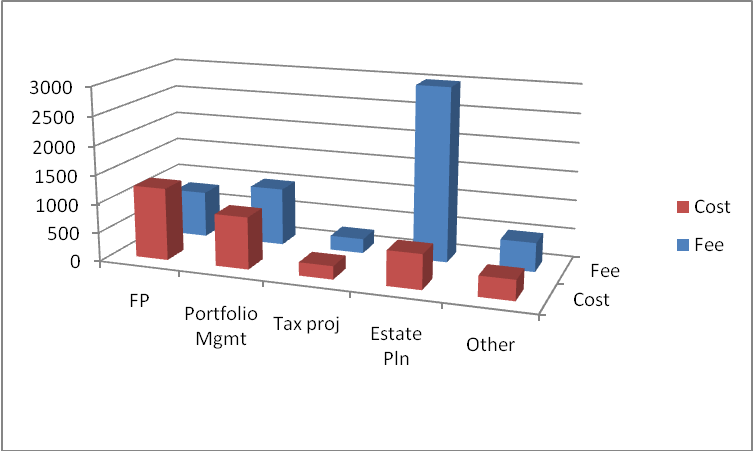 3000
2500
2000
1500
1000
500
0
FP
Portfolio
Mgmt
Tax proj
Estate
Pln
Other
Fee
Cost
Cost
Fee